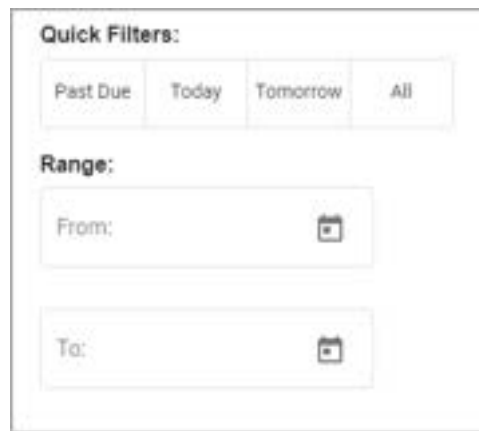 Quick Filters:
Past Due Today Tomorrow All
Range:
From:
To: